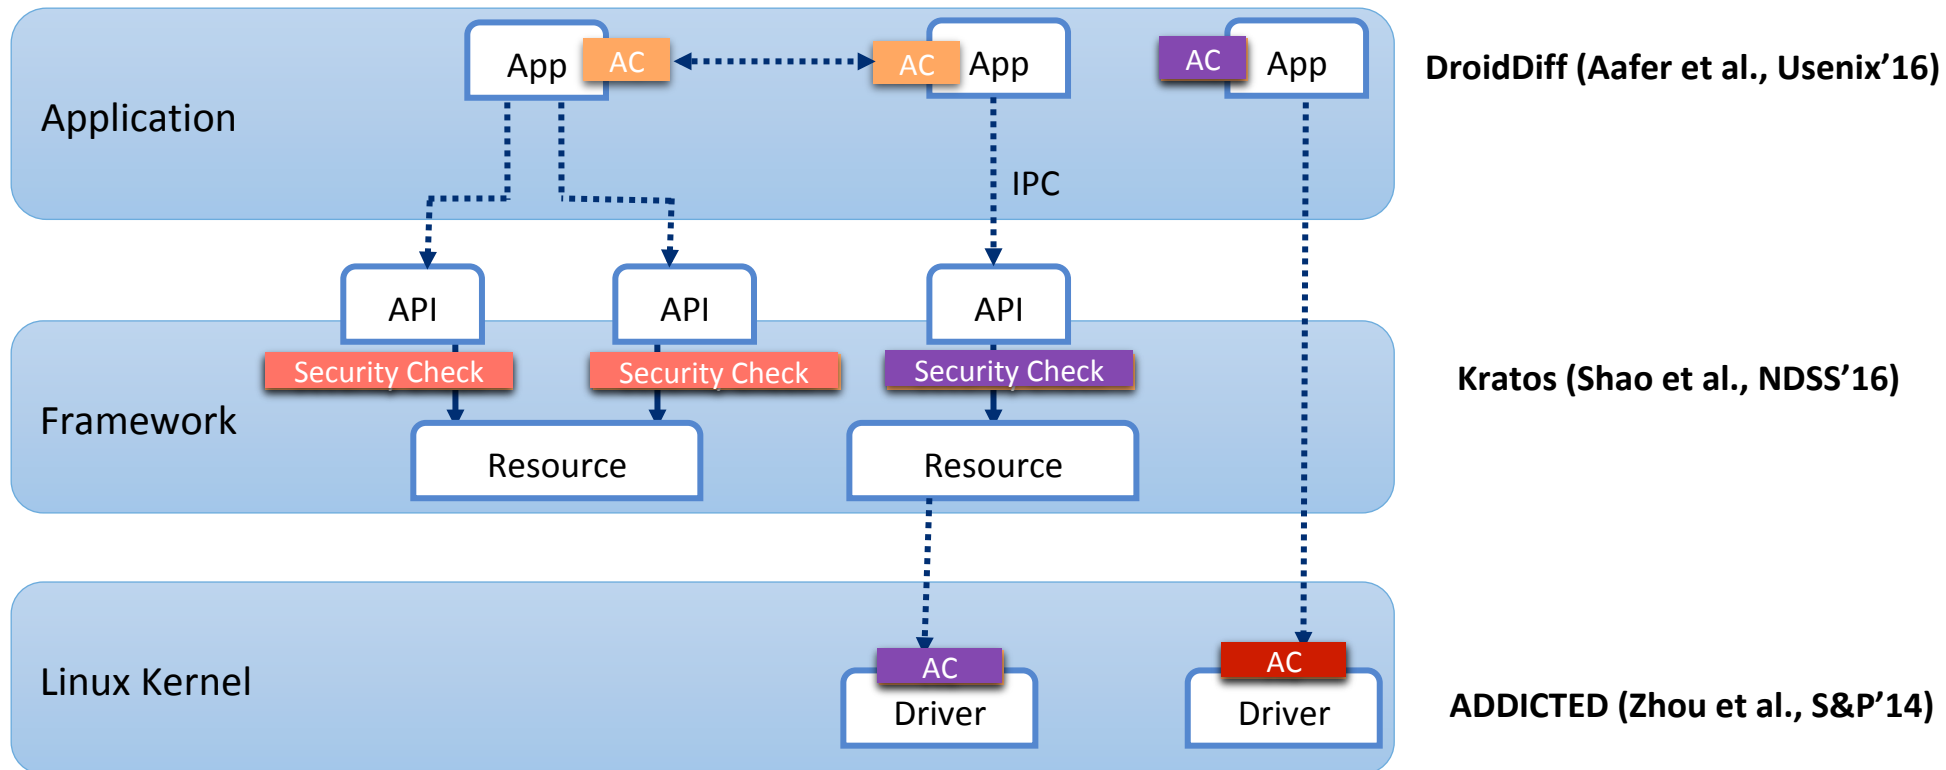 App
AC
AC
App
AC
App
DroidDiff (Aafer et al., Usenix’16)
Application
IPC
API
API
API
Security Check
Security Check
Security Check
Kratos (Shao et al., NDSS’16)
Framework
Resource
Resource
Linux Kernel
AC
AC
Driver
Driver
ADDICTED (Zhou et al., S&P’14)